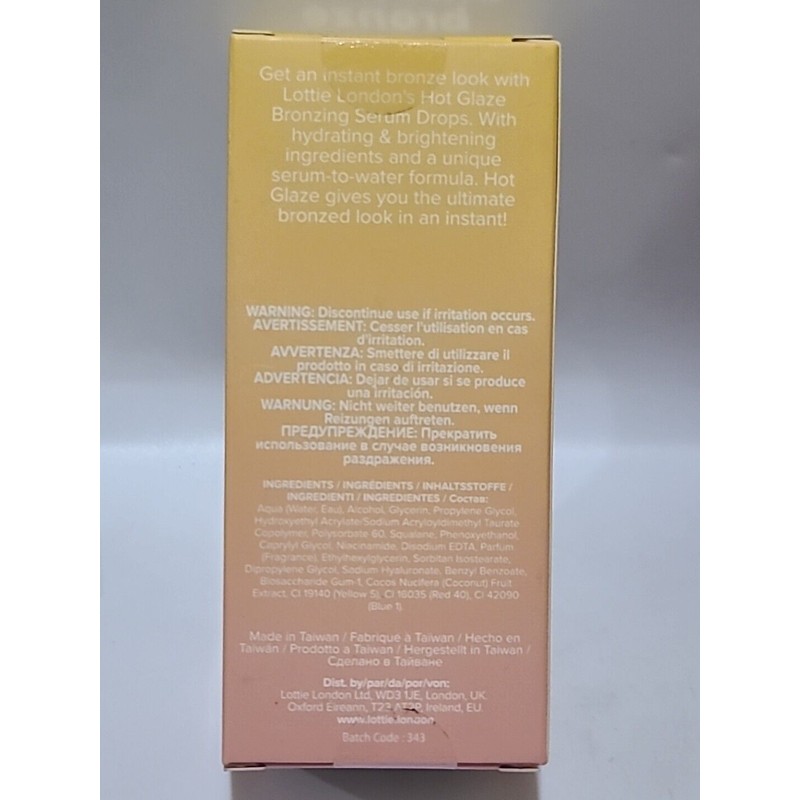 Get an instant bronze look with
Lottie London's Hot Glaze
Bronzing Serum Drops. With
hydrating & brightening
ingredients and a unique
serum-to-water formula. Hot
Glaze gives you the ultimate
bronzed look in an instant!
WARNING: Discontinue use if irritation occurs.
AVERTISSEMENT: Cesser l'utilisation en cas
d'irritation.
AVVERTENZA: Smettere di utilizzare il
prodotto in caso di irritazione.
ADVERTENCIA: Dejar de usar si se produce
una irritación.
WARNUNG: Nicht weiter benutzen, wenn
Reizungen auftreten.
ПРЕДУПРЕЖДЕНИЕ: Прекратить
использование в случае возникновения
раздражения.
INGREDIENTS / INGRÉDIENTS / INHALTSSTOFFE /
INGREDIENTI / INGREDIENTES / Состав:
Aqua (Water, Eau), Alcohol, Glycerin, Propylene Glycol,
Hydroxyethyl Acrylate/Sodium Acryloyldimethyl Taurate
Copolymer, Polysorbate 60, Squalane, Phenoxyethanol,
Caprylyl Glycol, Niacinamide, Disodium EDTA, Parfum
(Fragrance), Ethylhexylglycerin, Sorbitan Isostearate,
Dipropylene Glycol, Sodium Hyaluronate, Benzyl Benzoate,
Biosaccharide Gum-1, Cocos Nucifera (Coconut) Fruit
Extract, CI 19140 (Yellow 5), CI 16035 (Red 40), CI 42090
(Blue 1).
Made in Taiwan / Fabriqué à Taïwan / Hecho en
Taiwán / Prodotto a Taiwan / Hergestellt in Taiwan /
Сделано в Тайване
Dist. by/par/da/por/von:
Lottie London Ltd, WD3 1JE, London, UK.
Oxford Eireann, T23 AT2P, Ireland, EU.
www.lottie.london
Batch Code : 343